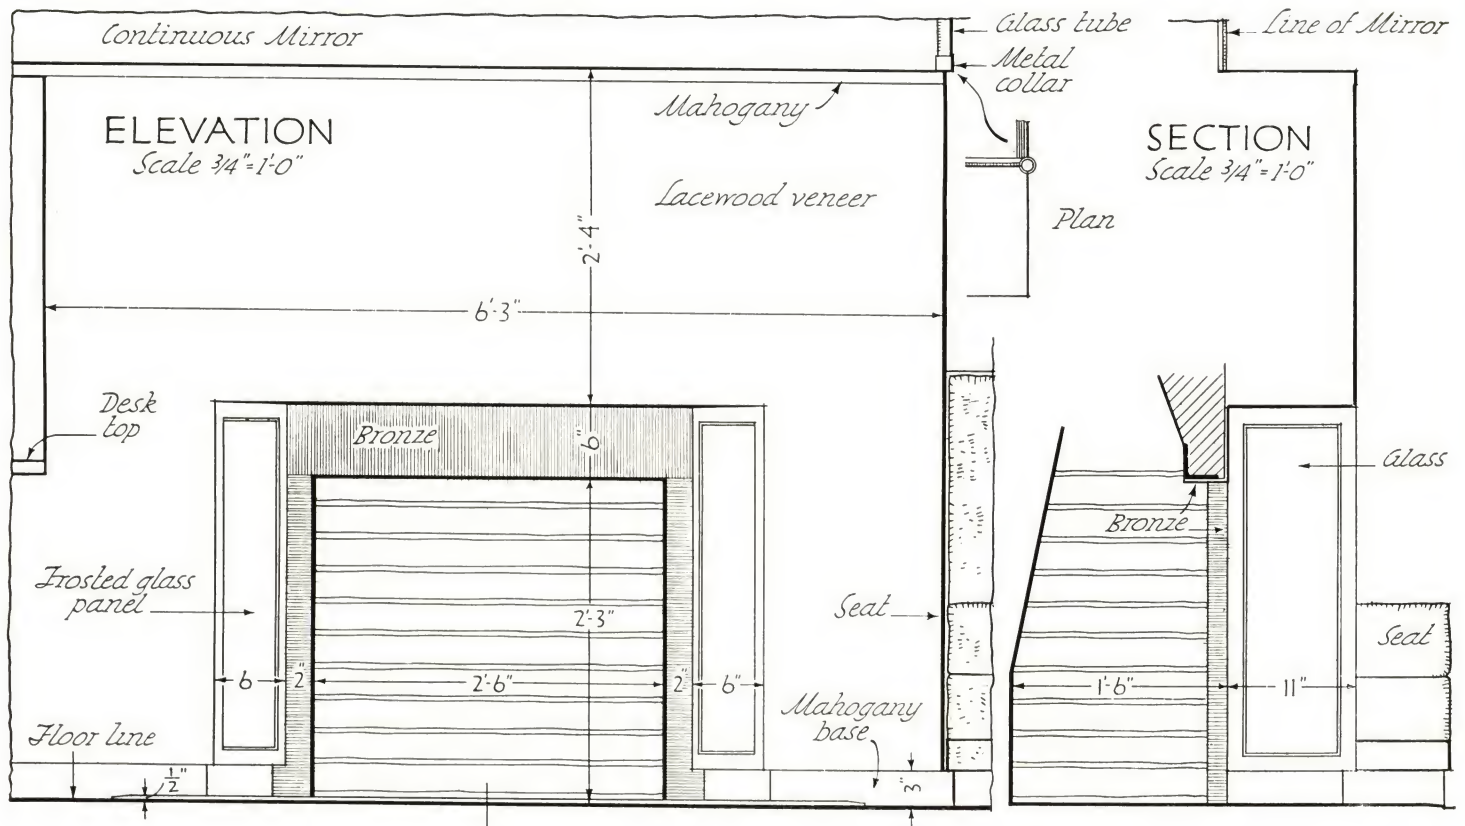 Continuous Mirror
Glass tube
Line of Mirror
Metal
collar
Mahogany
ELEVATION
Scale 3/4"=1'-0"
SECTION
Scale 3/4"=1'-0"
Lacewood veneer
Plan
2'-4"
6'-3"
Desk
top
Bronze
6"
Glass
Bronze
Frosted glass
panel
2'-3"
Seat
Seat
6
2"
2'-6"
2"
6"
1'-6"
11"
Mahogany
base
Floor line
1/2"
3"